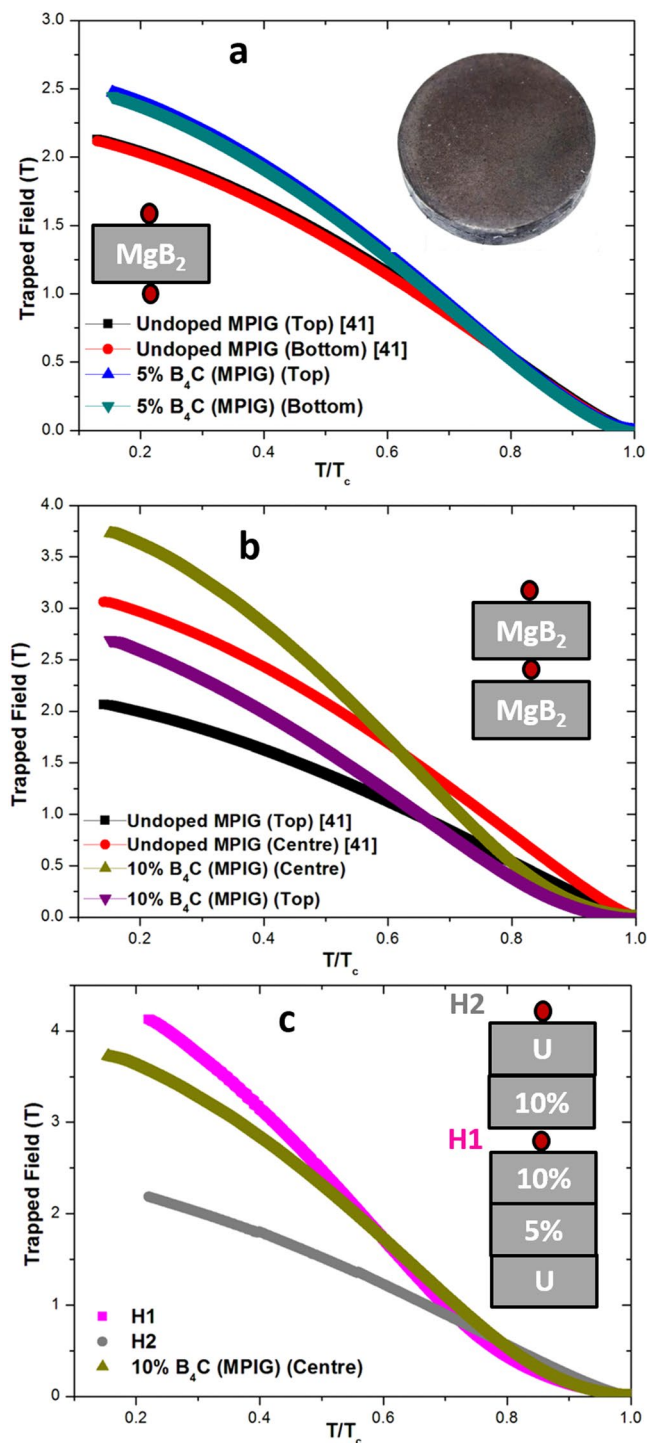 a
3.0
2.5
2.0
1.5
1.0
0.5
0.0
Trapped Field (T)
MgB₂
Undoped MPIG (Top) [41]
Undoped MPIG (Bottom) [41]
5% B₄C (MPIG) (Top)
5% B₄C (MPIG) (Bottom)
0.2 0.4 0.6 0.8 1.0
T/Tc
b
4.0
3.5
3.0
2.5
2.0
1.5
1.0
0.5
0.0
Trapped Field (T)
MgB₂
MgB₂
Undoped MPIG (Top) [41]
Undoped MPIG (Centre) [41]
10% B₄C (MPIG) (Centre)
10% B₄C (MPIG) (Top)
0.2 0.4 0.6 0.8 1.0
T/Tc
c
4
3
2
1
0
Trapped Field (T)
H2
U
10%
H1
10%
5%
U
H1
H2
10% B₄C (MPIG) (Centre)
0.2 0.4 0.6 0.8 1.0
T/Tc